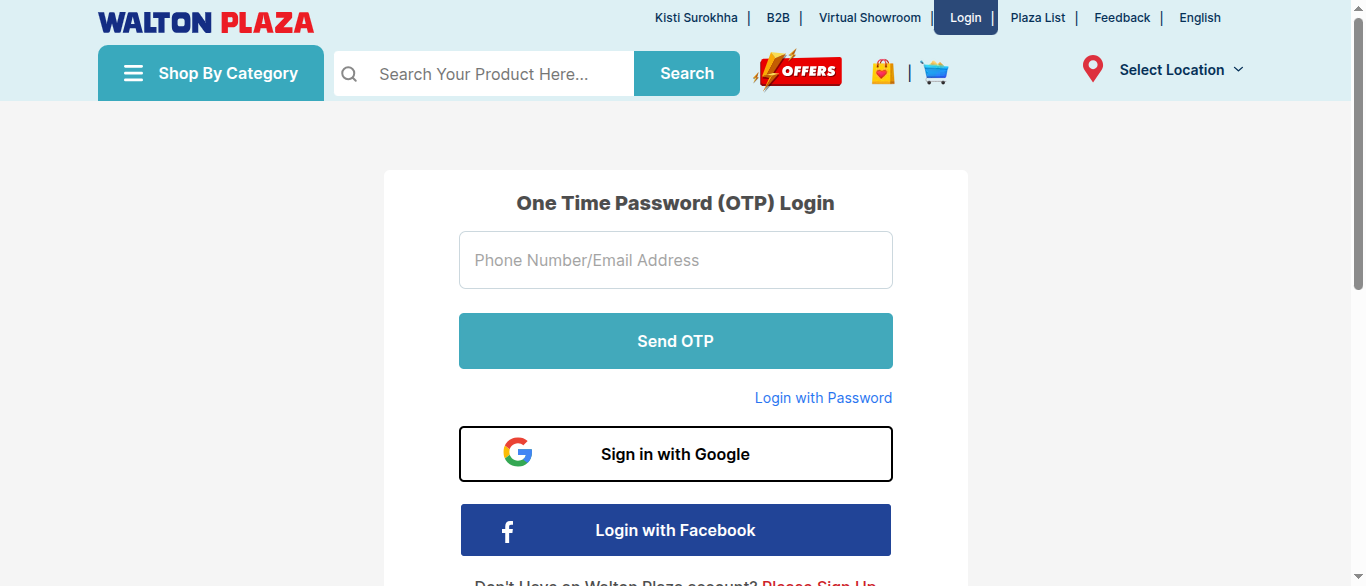 WALTON PLAZA
Kisti Surokhha | B2B | Virtual Showroom | Login | Plaza List | Feedback | English
Shop By Category
Search Your Product Here...
Search
OFFERS
|
Select Location
One Time Password (OTP) Login
Phone Number/Email Address
Send OTP
Login with Password
Sign in with Google
Login with Facebook
Don't Have an Walton Plaza account? Please Sign Up